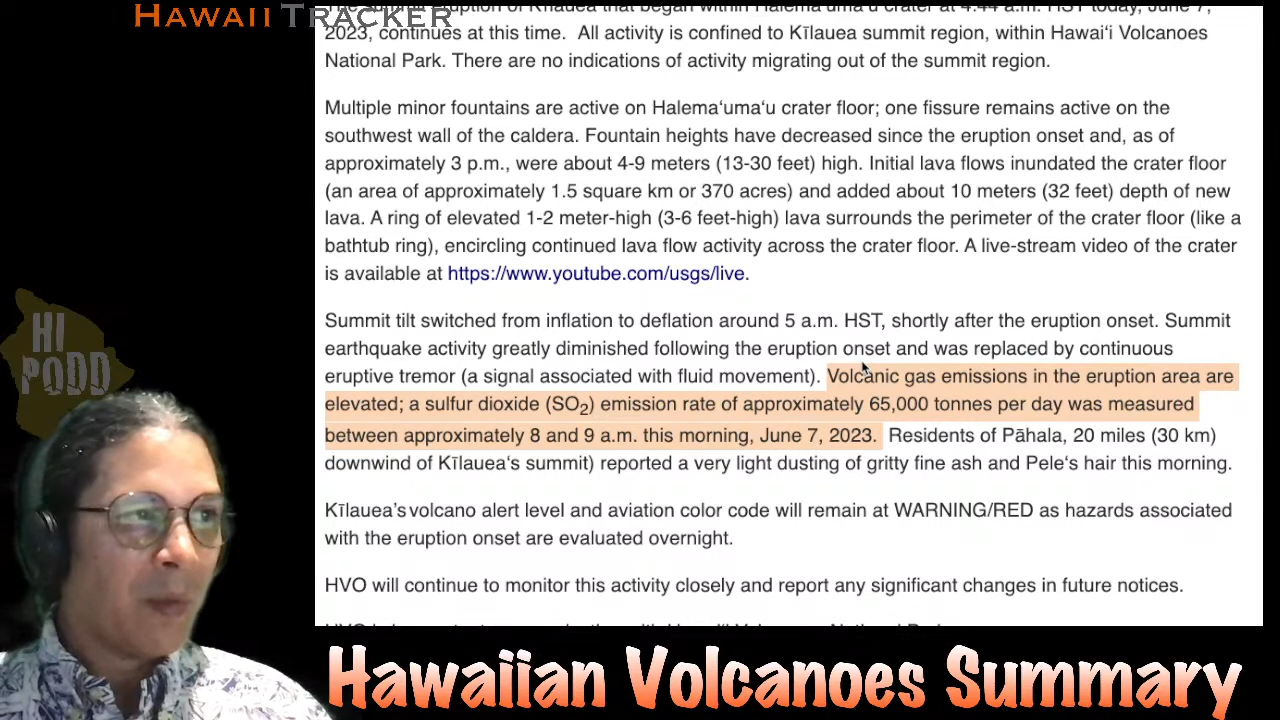 HAWAII TRACKER
2023, continues at this time. All activity is confined to Kīlauea summit region, within Hawaiʻi Volcanoes
National Park. There are no indications of activity migrating out of the summit region.
Multiple minor fountains are active on Halemaʻumaʻu crater floor; one fissure remains active on the
southwest wall of the caldera. Fountain heights have decreased since the eruption onset and, as of
approximately 3 p.m., were about 4-9 meters (13-30 feet) high. Initial lava flows inundated the crater floor
(an area of approximately 1.5 square km or 370 acres) and added about 10 meters (32 feet) depth of new
lava. A ring of elevated 1-2 meter-high (3-6 feet-high) lava surrounds the perimeter of the crater floor (like a
bathtub ring), encircling continued lava flow activity across the crater floor. A live-stream video of the crater
is available at https://www.youtube.com/usgs/live.
Summit tilt switched from inflation to deflation around 5 a.m. HST, shortly after the eruption onset. Summit
earthquake activity greatly diminished following the eruption onset and was replaced by continuous
eruptive tremor (a signal associated with fluid movement). Volcanic gas emissions in the eruption area are
elevated; a sulfur dioxide (SO2) emission rate of approximately 65,000 tonnes per day was measured
between approximately 8 and 9 a.m. this morning, June 7, 2023. Residents of Pāhala, 20 miles (30 km)
downwind of Kīlauea's summit) reported a very light dusting of gritty fine ash and Pele's hair this morning.
Kīlauea's volcano alert level and aviation color code will remain at WARNING/RED as hazards associated
with the eruption onset are evaluated overnight.
HVO will continue to monitor this activity closely and report any significant changes in future notices.
HI
PODD
Hawaiian Volcanoes Summary